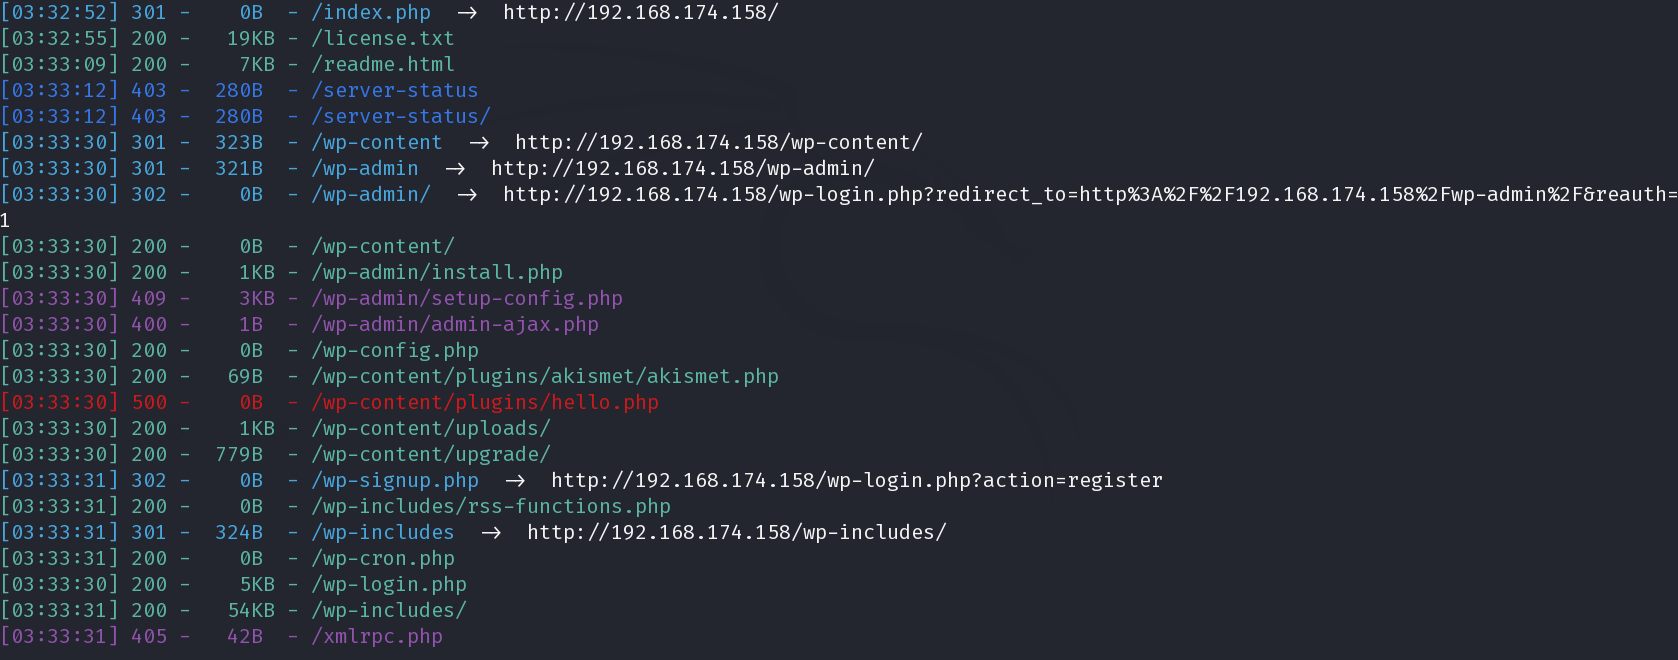 [03:32:52] 301 -    0B  - /index.php  ->  http://192.168.174.158/
[03:32:55] 200 -   19KB - /license.txt
[03:33:09] 200 -    7KB - /readme.html
[03:33:12] 403 -  280B  - /server-status
[03:33:12] 403 -  280B  - /server-status/
[03:33:30] 301 -  323B  - /wp-content  ->  http://192.168.174.158/wp-content/
[03:33:30] 301 -  321B  - /wp-admin  ->  http://192.168.174.158/wp-admin/
[03:33:30] 302 -    0B  - /wp-admin/  ->  http://192.168.174.158/wp-login.php?redirect_to=http%3A%2F%2F192.168.174.158%2Fwp-admin%2F&reauth=
1
[03:33:30] 200 -    0B  - /wp-content/
[03:33:30] 200 -    1KB - /wp-admin/install.php
[03:33:30] 409 -    3KB - /wp-admin/setup-config.php
[03:33:30] 400 -    1B  - /wp-admin/admin-ajax.php
[03:33:30] 200 -    0B  - /wp-config.php
[03:33:30] 200 -   69B  - /wp-content/plugins/akismet/akismet.php
[03:33:30] 500 -    0B  - /wp-content/plugins/hello.php
[03:33:30] 200 -    1KB - /wp-content/uploads/
[03:33:30] 200 -  779B  - /wp-content/upgrade/
[03:33:31] 302 -    0B  - /wp-signup.php  ->  http://192.168.174.158/wp-login.php?action=register
[03:33:31] 200 -    0B  - /wp-includes/rss-functions.php
[03:33:31] 301 -  324B  - /wp-includes  ->  http://192.168.174.158/wp-includes/
[03:33:31] 200 -    0B  - /wp-cron.php
[03:33:30] 200 -    5KB - /wp-login.php
[03:33:31] 200 -   54KB - /wp-includes/
[03:33:31] 405 -   42B  - /xmlrpc.php